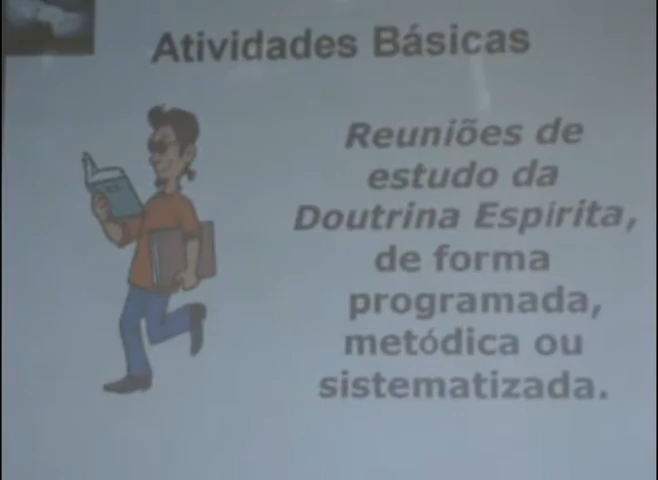 Atividades Básicas
Reuniões de
estudo da
Doutrina Espírita,
de forma
programada,
metódica ou
sistematizada.